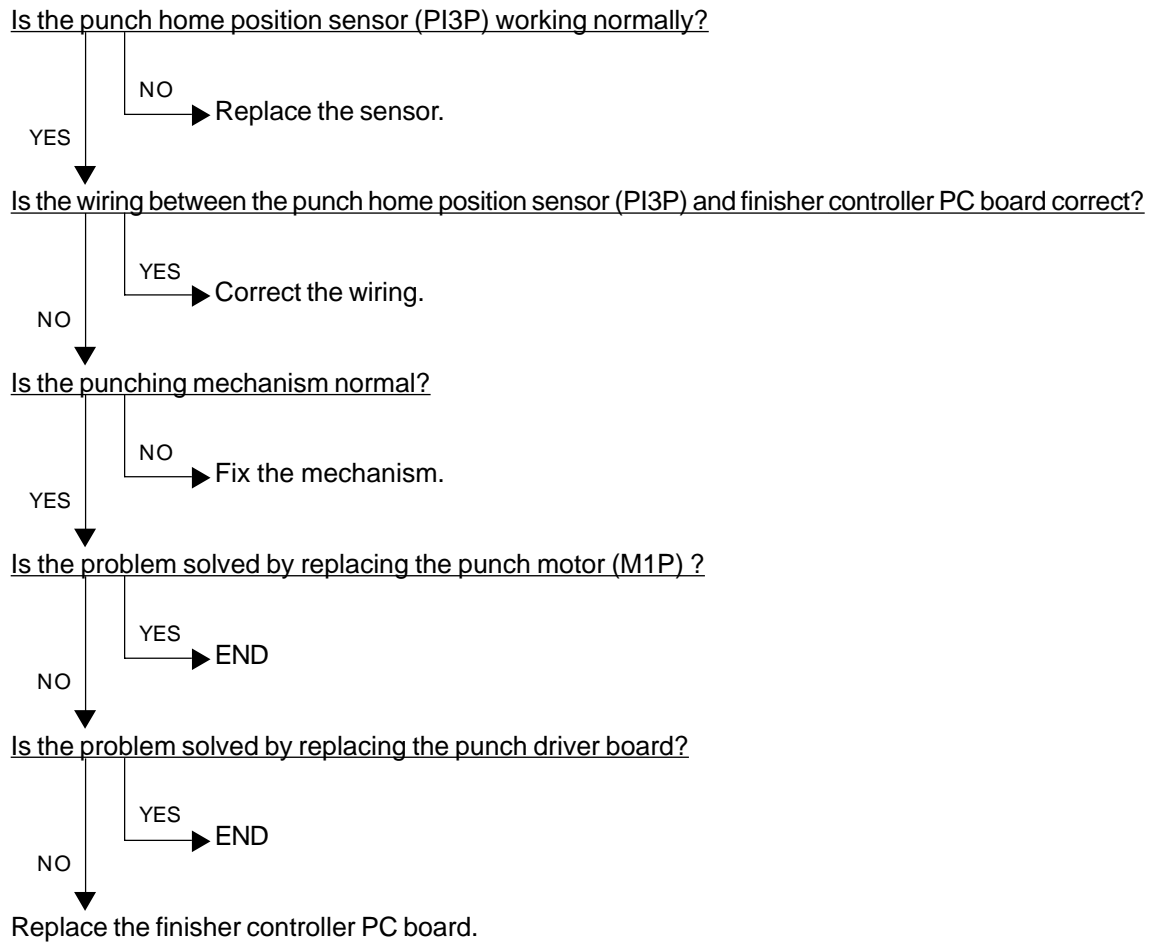 Is the punch home position sensor (PI3P) working normally?
NO
Replace the sensor.
YES
Is the wiring between the punch home position sensor (PI3P) and finisher controller PC board correct?
YES
Correct the wiring.
NO
Is the punching mechanism normal?
NO
Fix the mechanism.
YES
Is the problem solved by replacing the punch motor (M1P) ?
YES
END
NO
Is the problem solved by replacing the punch driver board?
YES
END
NO
Replace the finisher controller PC board.